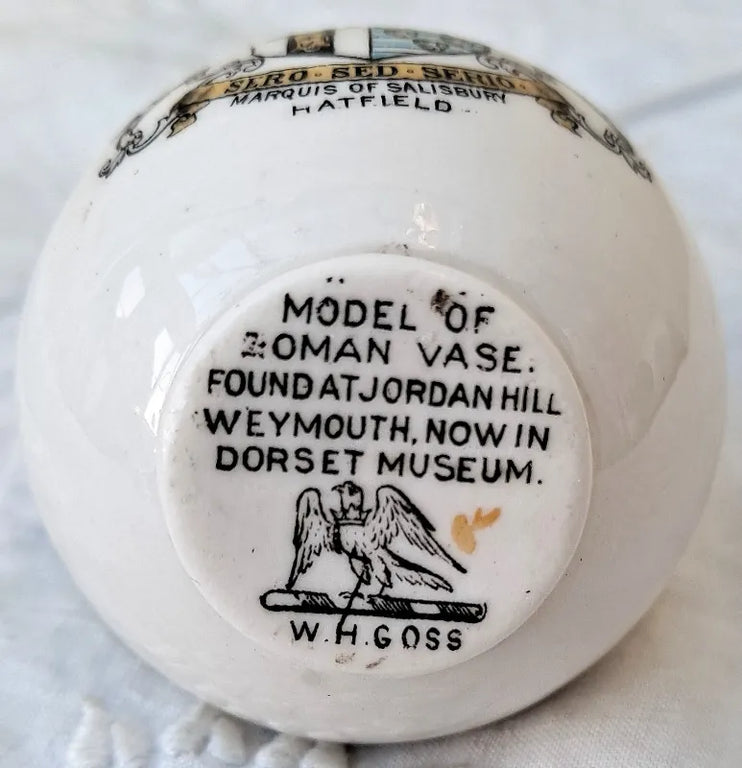 SERO · SED · SERIO
MARQUIS OF SALISBURY
HATFIELD
MODEL OF
ROMAN VASE.
FOUND AT JORDAN HILL
WEYMOUTH, NOW IN
DORSET MUSEUM.
W.H.GOSS